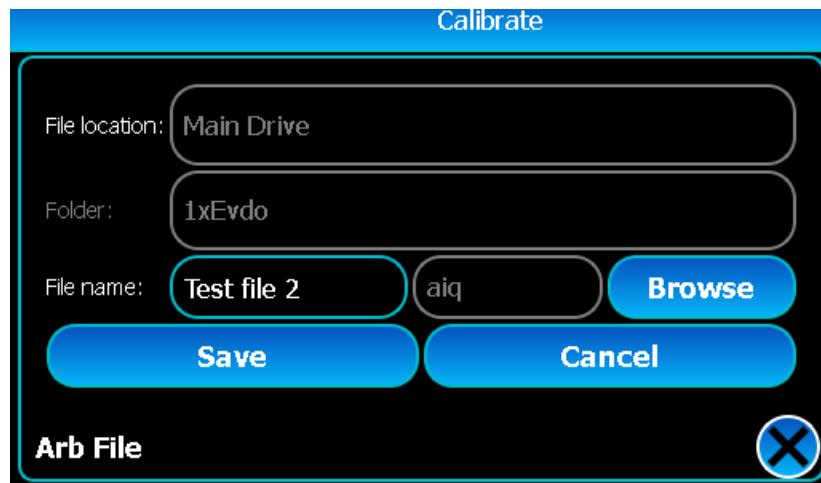 Calibrate
File location: Main Drive
Folder: 1xEvdo
File name: Test file 2 aiq Browse
Save Cancel
Arb File